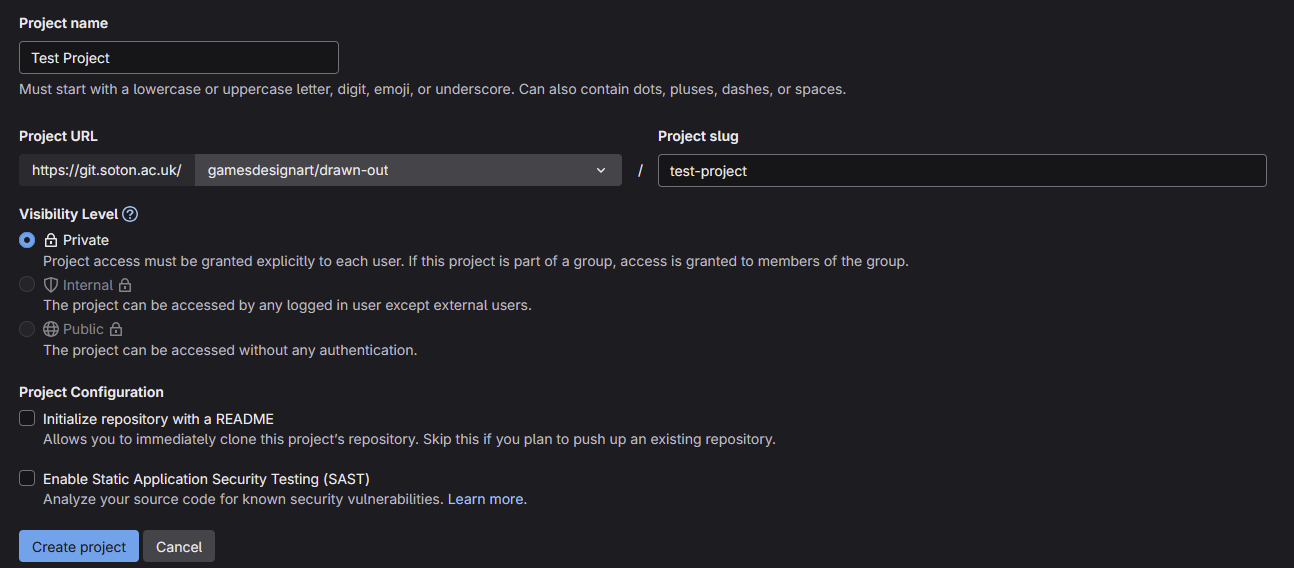 Project name
Test Project
Must start with a lowercase or uppercase letter, digit, emoji, or underscore. Can also contain dots, pluses, dashes, or spaces.
Project URL
Project slug
https://git.soton.ac.uk/ gamesdesignart/drawn-out / test-project
Visibility Level
Private
Project access must be granted explicitly to each user. If this project is part of a group, access is granted to members of the group.
Internal
The project can be accessed by any logged in user except external users.
Public
The project can be accessed without any authentication.
Project Configuration
Initialize repository with a README
Allows you to immediately clone this project’s repository. Skip this if you plan to push up an existing repository.
Enable Static Application Security Testing (SAST)
Analyze your source code for known security vulnerabilities. Learn more.
Create project Cancel